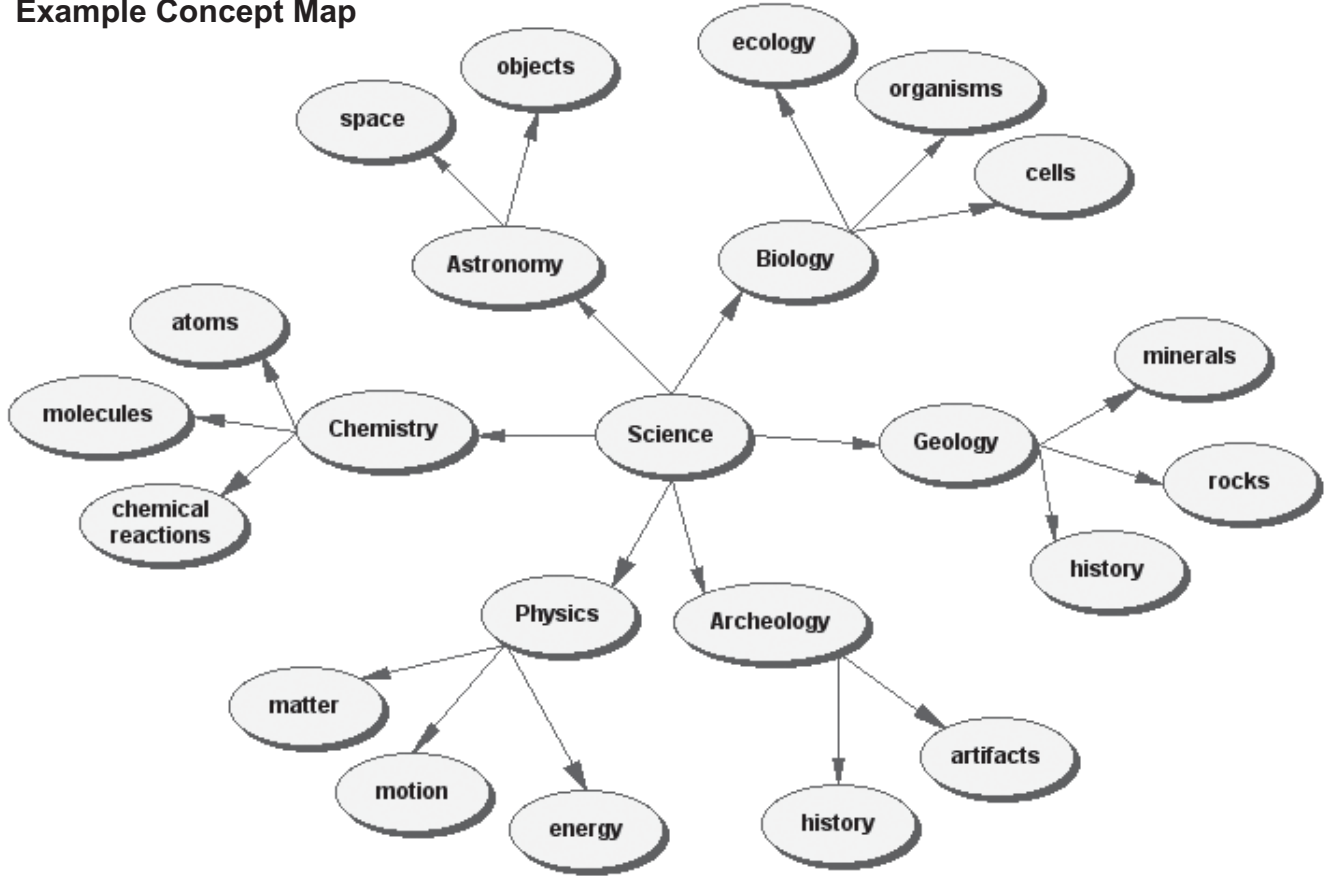 Example Concept Map
ecology
objects
organisms
space
cells
Astronomy
Biology
atoms
minerals
molecules
Chemistry
Science
Geology
rocks
chemical
reactions
history
Physics
Archeology
matter
artifacts
motion
energy
history